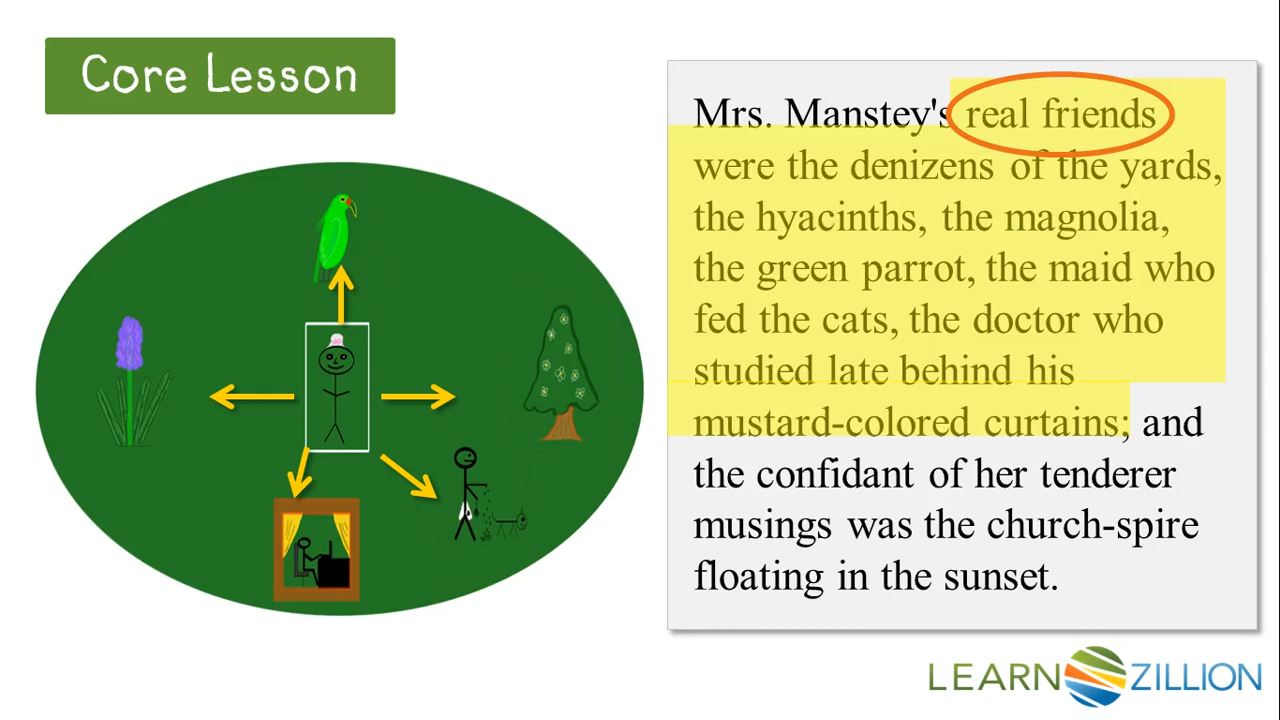 Core Lesson
Mrs. Manstey's real friends
were the denizens of the yards,
the hyacinths, the magnolia,
the green parrot, the maid who
fed the cats, the doctor who
studied late behind his
mustard-colored curtains; and
the confidant of her tenderer
musings was the church-spire
floating in the sunset.
LEARN ZILLION